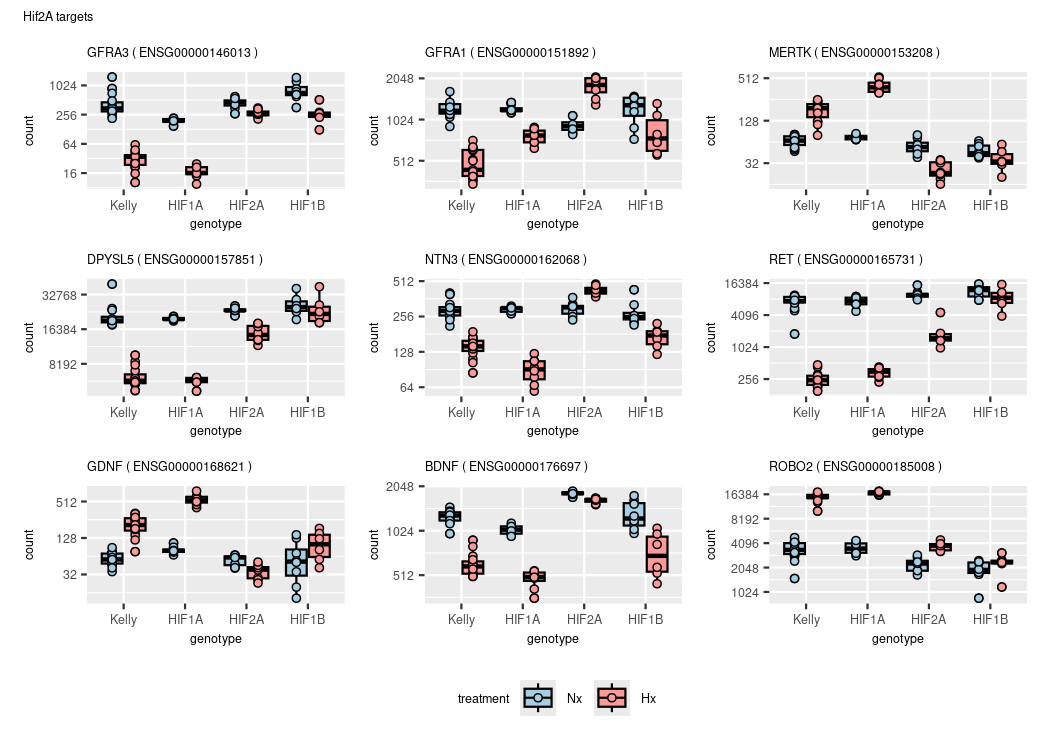 Hif2A targets
GFRA3 ( ENSG00000146013 )
GFRA1 ( ENSG00000151892 )
MERTK ( ENSG00000153208 )
count
1024
256
64
16
Kelly HIF1A HIF2A HIF1B
genotype
count
2048
1024
512
Kelly HIF1A HIF2A HIF1B
genotype
count
512
128
32
Kelly HIF1A HIF2A HIF1B
genotype
DPYSL5 ( ENSG00000157851 )
NTN3 ( ENSG00000162068 )
RET ( ENSG00000165731 )
count
32768
16384
8192
Kelly HIF1A HIF2A HIF1B
genotype
count
512
256
128
64
Kelly HIF1A HIF2A HIF1B
genotype
count
16384
4096
1024
256
Kelly HIF1A HIF2A HIF1B
genotype
GDNF ( ENSG00000168621 )
BDNF ( ENSG00000176697 )
ROBO2 ( ENSG00000185008 )
count
512
128
32
Kelly HIF1A HIF2A HIF1B
genotype
count
2048
1024
512
Kelly HIF1A HIF2A HIF1B
genotype
count
16384
8192
4096
2048
1024
Kelly HIF1A HIF2A HIF1B
genotype
treatment Nx Hx